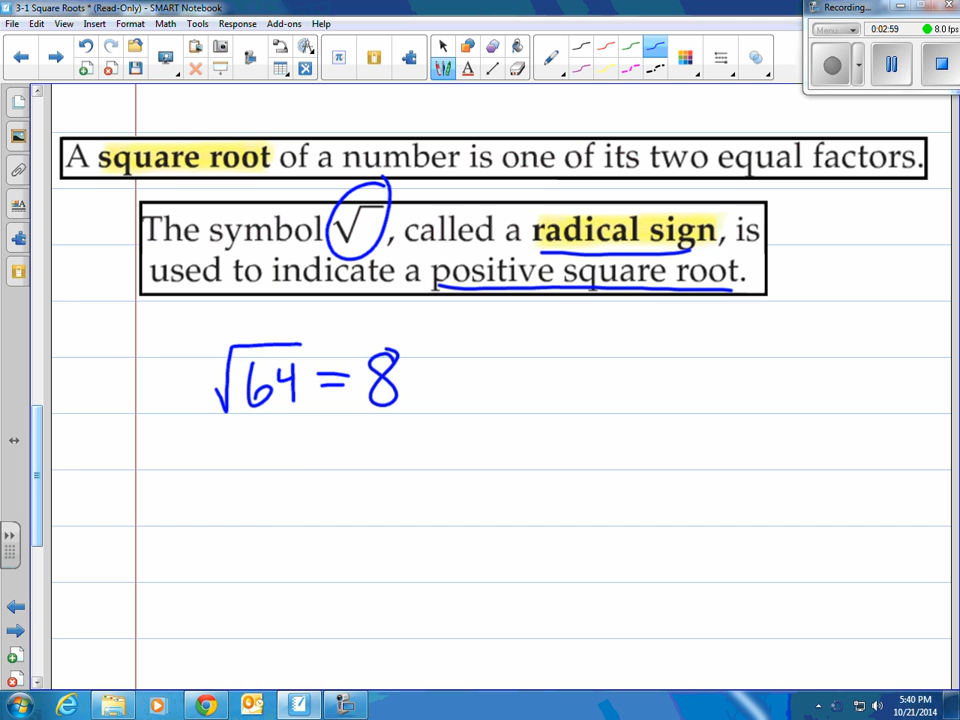 3-1 Square Roots * (Read-Only) - SMART Notebook
Recording...
File Edit View Insert Format Math Tools Response Add-ons Help
Menu
0:02:59
8.0 fps
A square root of a number is one of its two equal factors.
The symbol √ , called a radical sign, is
used to indicate a positive square root.
√64 = 8
5:40 PM
10/21/2014